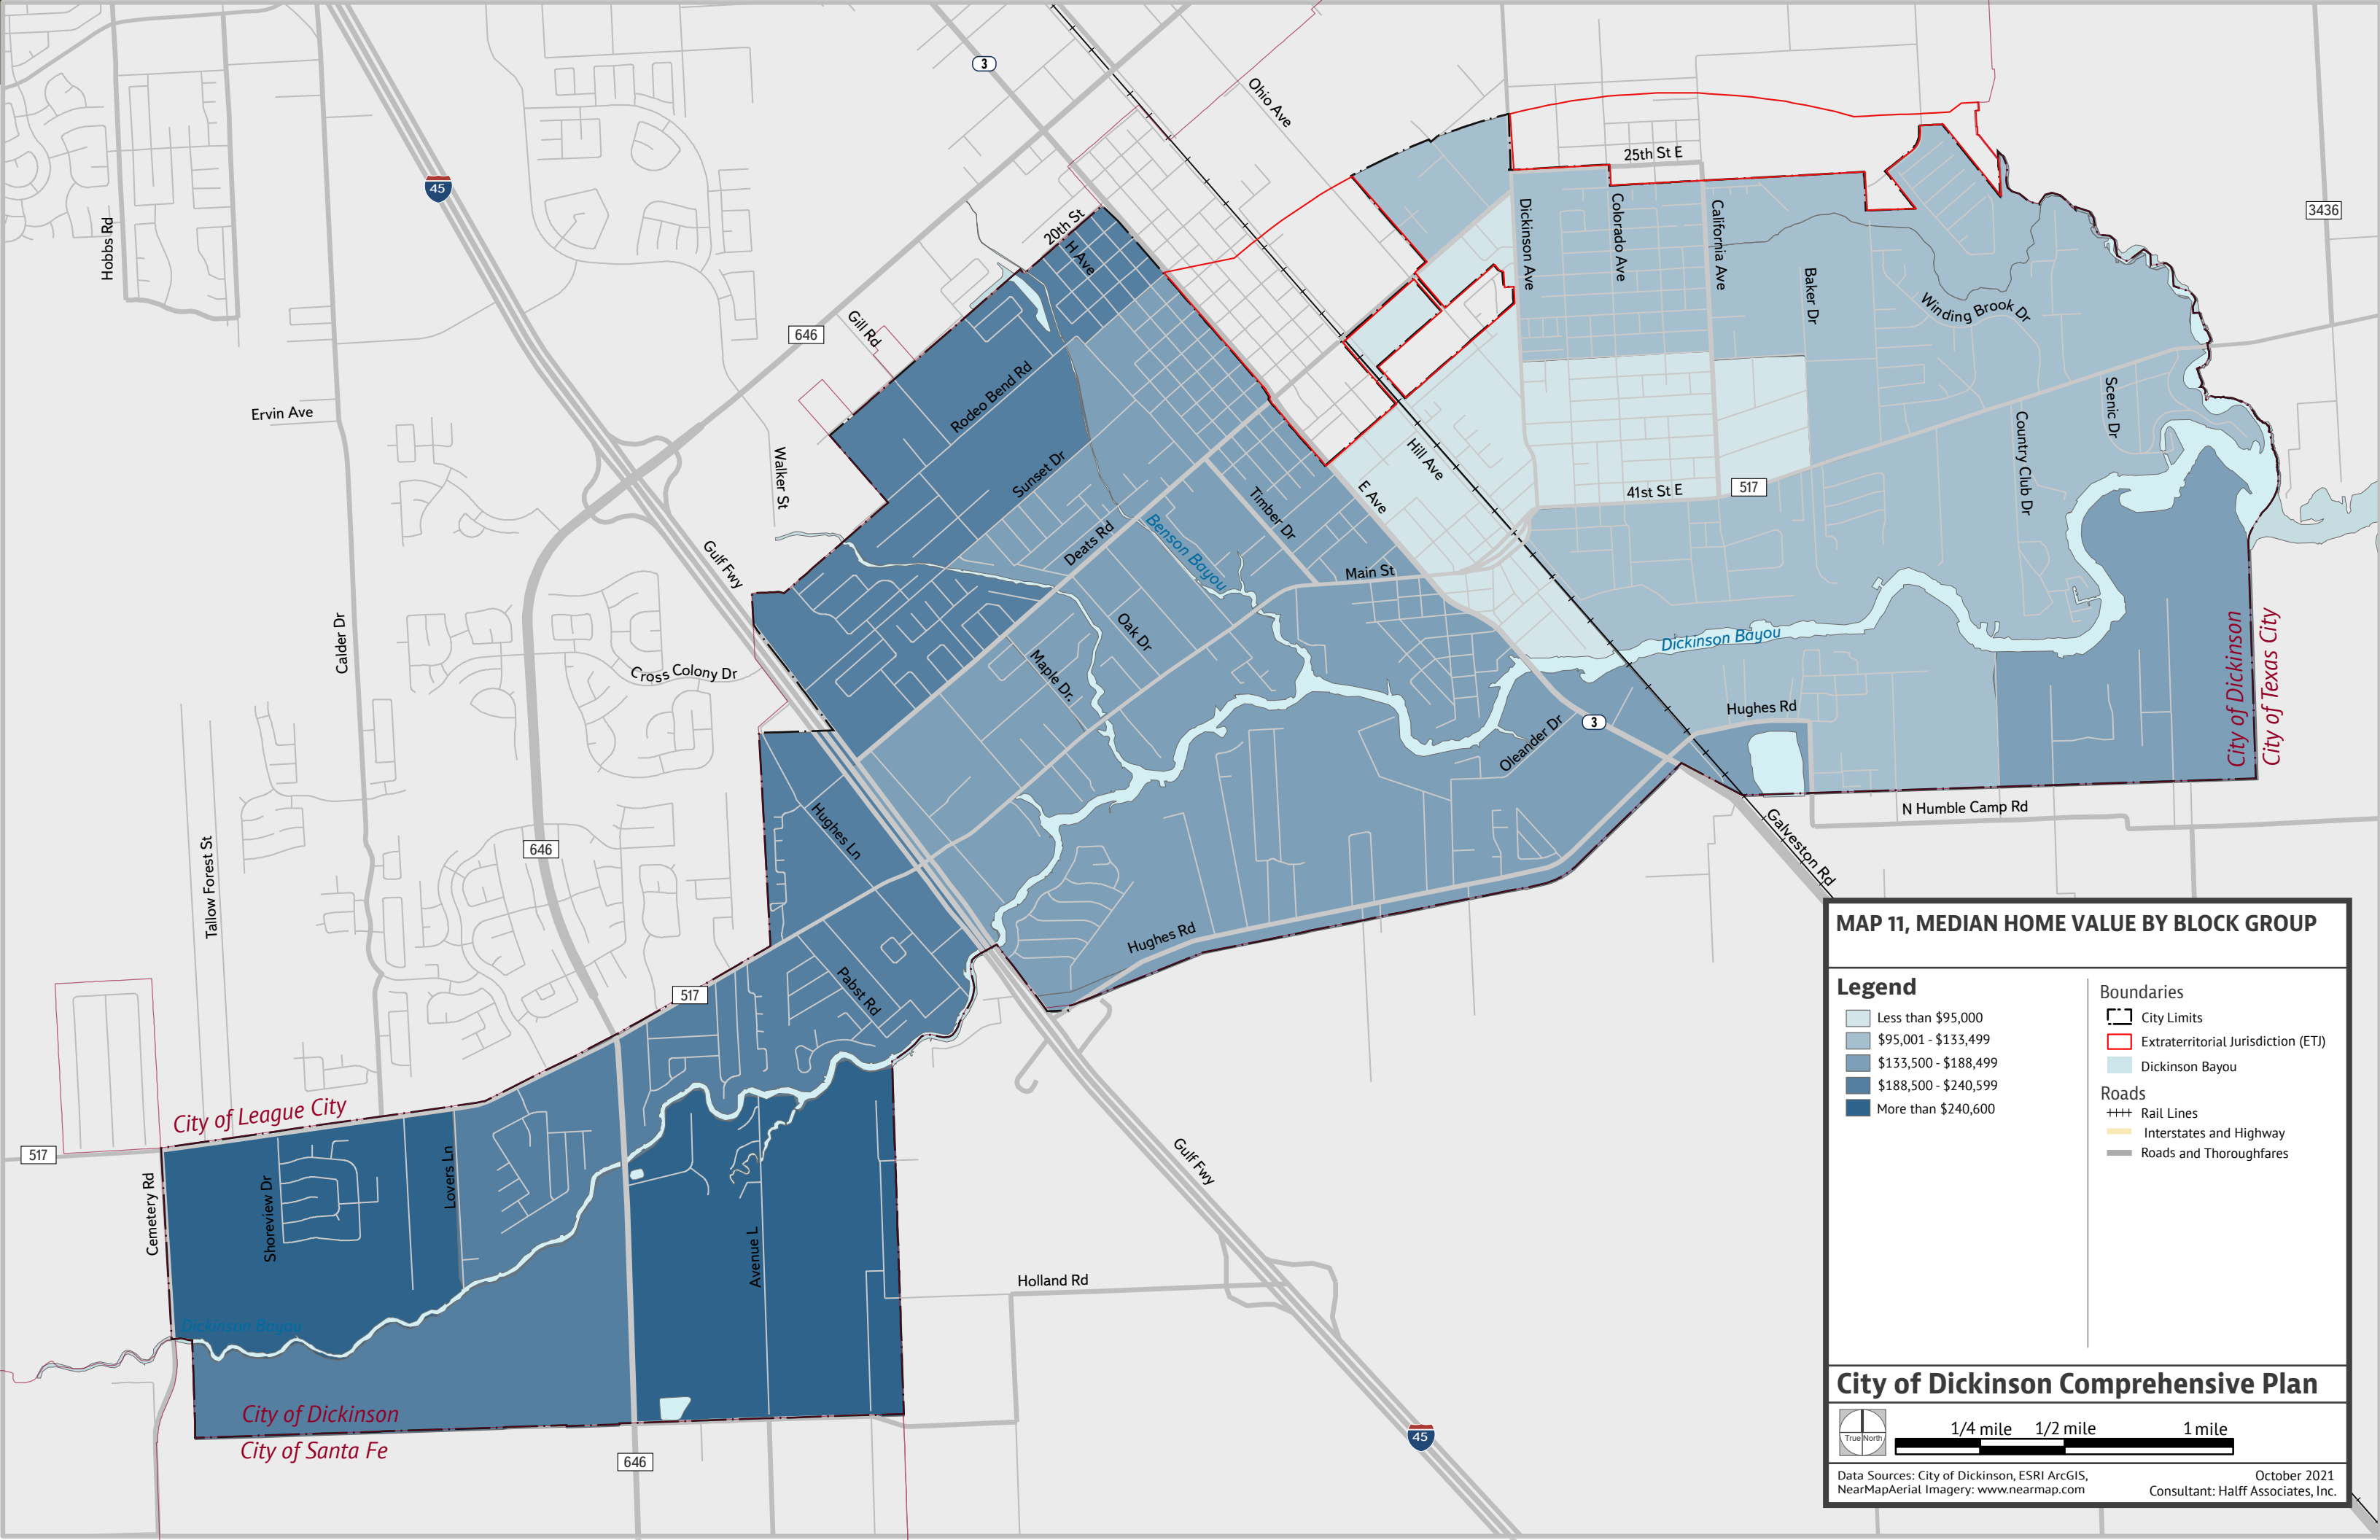 3
Ohio Ave
45
Hobbs Rd
20th St
H Ave
25th St E
Dickinson Ave
Colorado Ave
California Ave
Baker Dr
Winding Brook Dr
3436
646
Gill Rd
Rodeo Bend Rd
Ervin Ave
Walker St
Sunset Dr
Scenic Dr
Country Club Dr
Hill Ave
E Ave
41st St E
517
Timber Dr
Deats Rd
Benson Bayou
Gulf Fwy
Main St
Calder Dr
Oak Dr
Maple Dr.
Cross Colony Dr
Dickinson Bayou
City of Dickinson
City of Texas City
Hughes Rd
3
Oleander Dr
Hughes Ln
646
N Humble Camp Rd
Galveston Rd
Tallow Forest St
Hughes Rd
Pabst Rd
517
City of League City
517
Cemetery Rd
Shoreview Dr
Lovers Ln
Avenue L
Gulf Fwy
Holland Rd
Dickinson Bayou
City of Dickinson
City of Santa Fe
646
45
MAP 11, MEDIAN HOME VALUE BY BLOCK GROUP
Legend
Less than $95,000
$95,001 - $133,499
$133,500 - $188,499
$188,500 - $240,599
More than $240,600
Boundaries
City Limits
Extraterritorial Jurisdiction (ETJ)
Dickinson Bayou
Roads
Rail Lines
Interstates and Highway
Roads and Thoroughfares
City of Dickinson Comprehensive Plan
True North
1/4 mile 1/2 mile 1 mile
Data Sources: City of Dickinson, ESRI ArcGIS,
NearMapAerial Imagery: www.nearmap.com
October 2021
Consultant: Halff Associates, Inc.